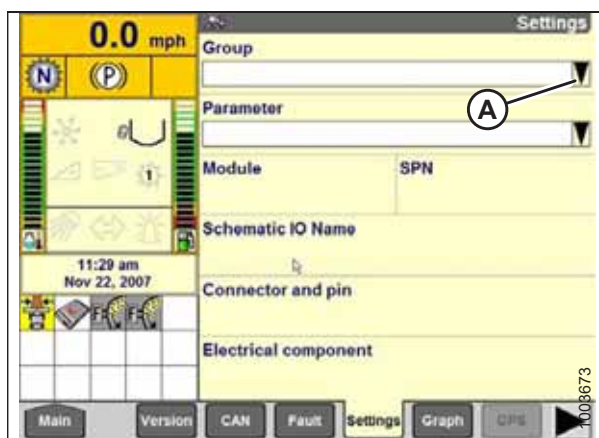 0.0 mph
Settings
Group
N
(P)
A
Parameter
1
Module
SPN
Schematic IO Name
11:29 am
Nov 22, 2007
Connector and pin
Electrical component
Main
Version
CAN
Fault
Settings
Graph
GPS
1003673